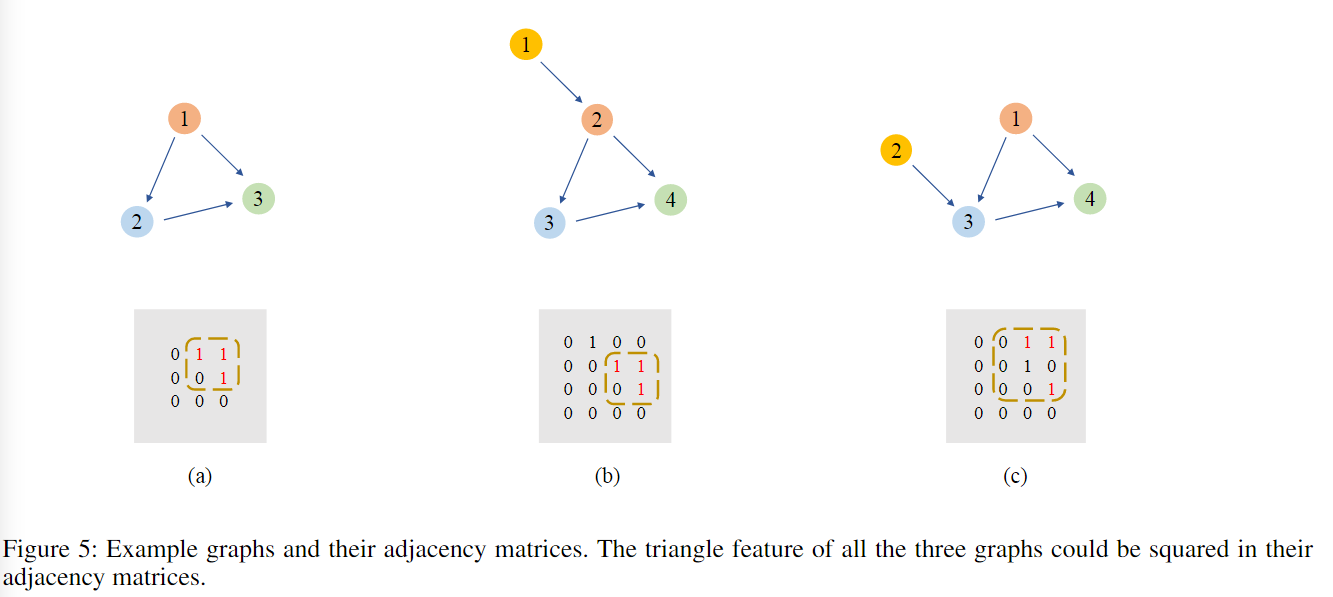 1
1
2
1
2
3
2
3
4
3
4
0 1 1
0 0 1
0 0 0
0 1 0 0
0 0 1 1
0 0 0 1
0 0 0 0
0 0 1 1
0 0 1 0
0 0 0 1
0 0 0 0
(a)
(b)
(c)
Figure 5: Example graphs and their adjacency matrices. The triangle feature of all the three graphs could be squared in their
adjacency matrices.